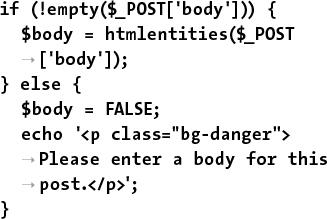 if (!empty($_POST['body'])) {
  $body = htmlentities($_POST
  → ['body']);
} else {
  $body = FALSE;
  echo '<p class="bg-danger">
  → Please enter a body for this
  → post.</p>';
}